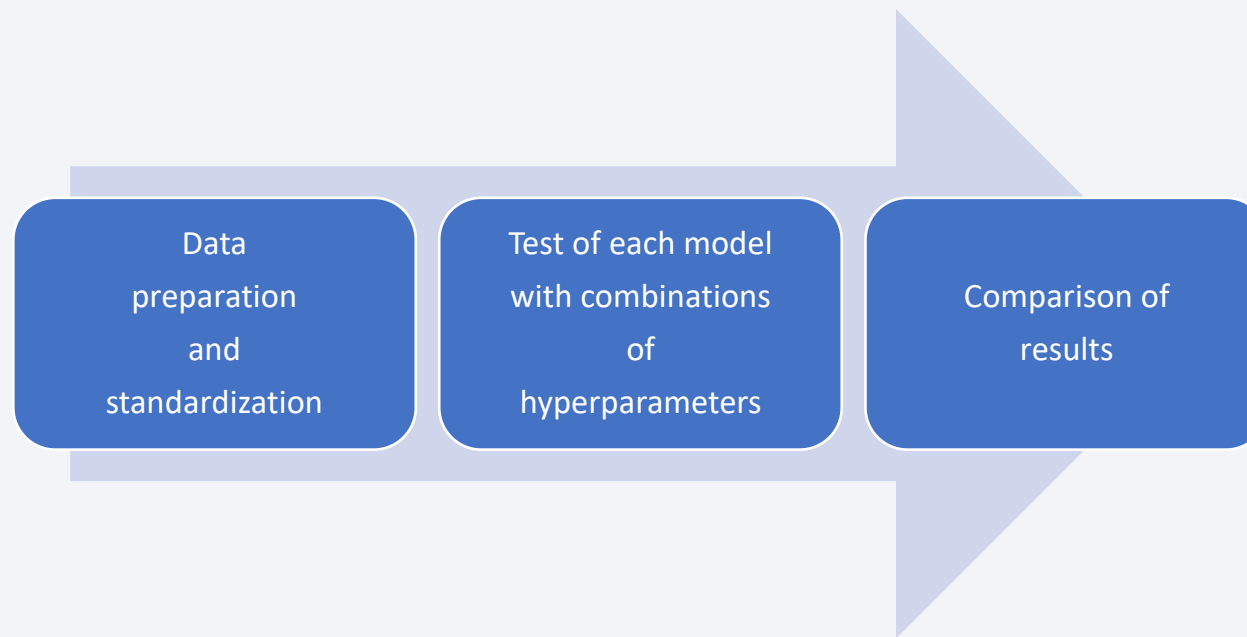 Data
preparation
and
standardization
Test of each model
with combinations
of
hyperparameters
Comparison of
results